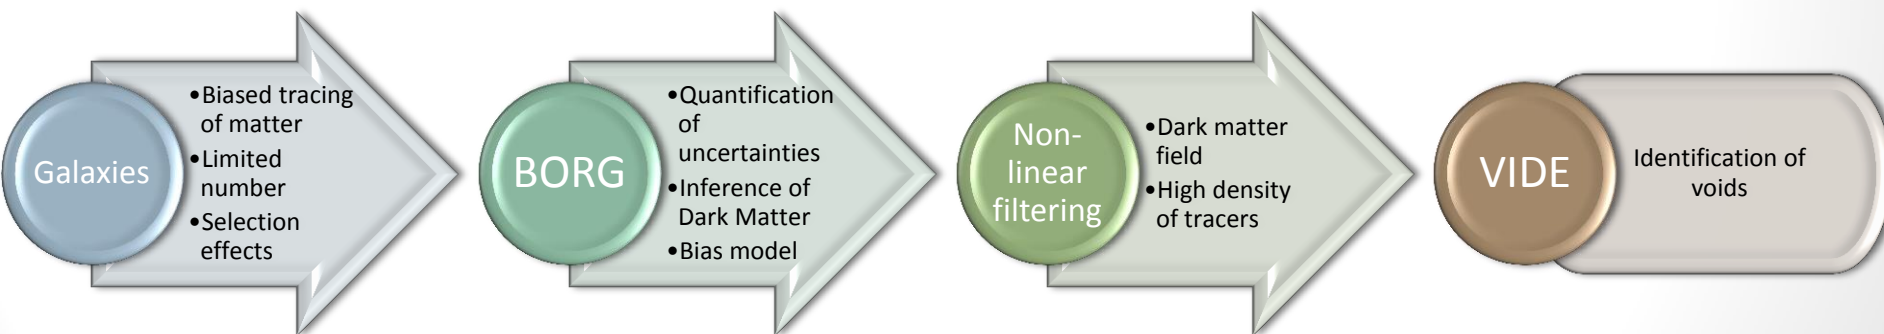 Galaxies
•Biased tracing
of matter
•Limited
number
•Selection
effects
BORG
•Quantification
of
uncertainties
•Inference of
Dark Matter
•Bias model
Non-
linear
filtering
•Dark matter
field
•High density
of tracers
VIDE
Identification of
voids